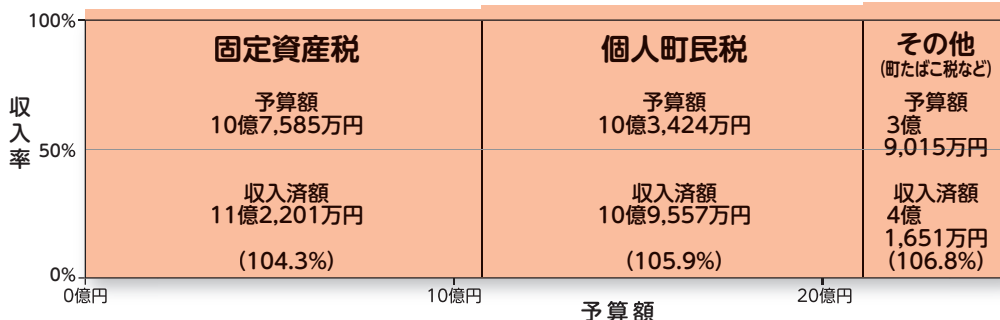 100%
50%
0%
収入率
固定資産税
予算額
10億7,585万円
収入済額
11億2,201万円
(104.3%)
個人町民税
予算額
10億3,424万円
収入済額
10億9,557万円
(105.9%)
その他
(町たばこ税など)
予算額
3億
9,015万円
収入済額
4億
1,651万円
(106.8%)
0億円
10億円
20億円
予算額